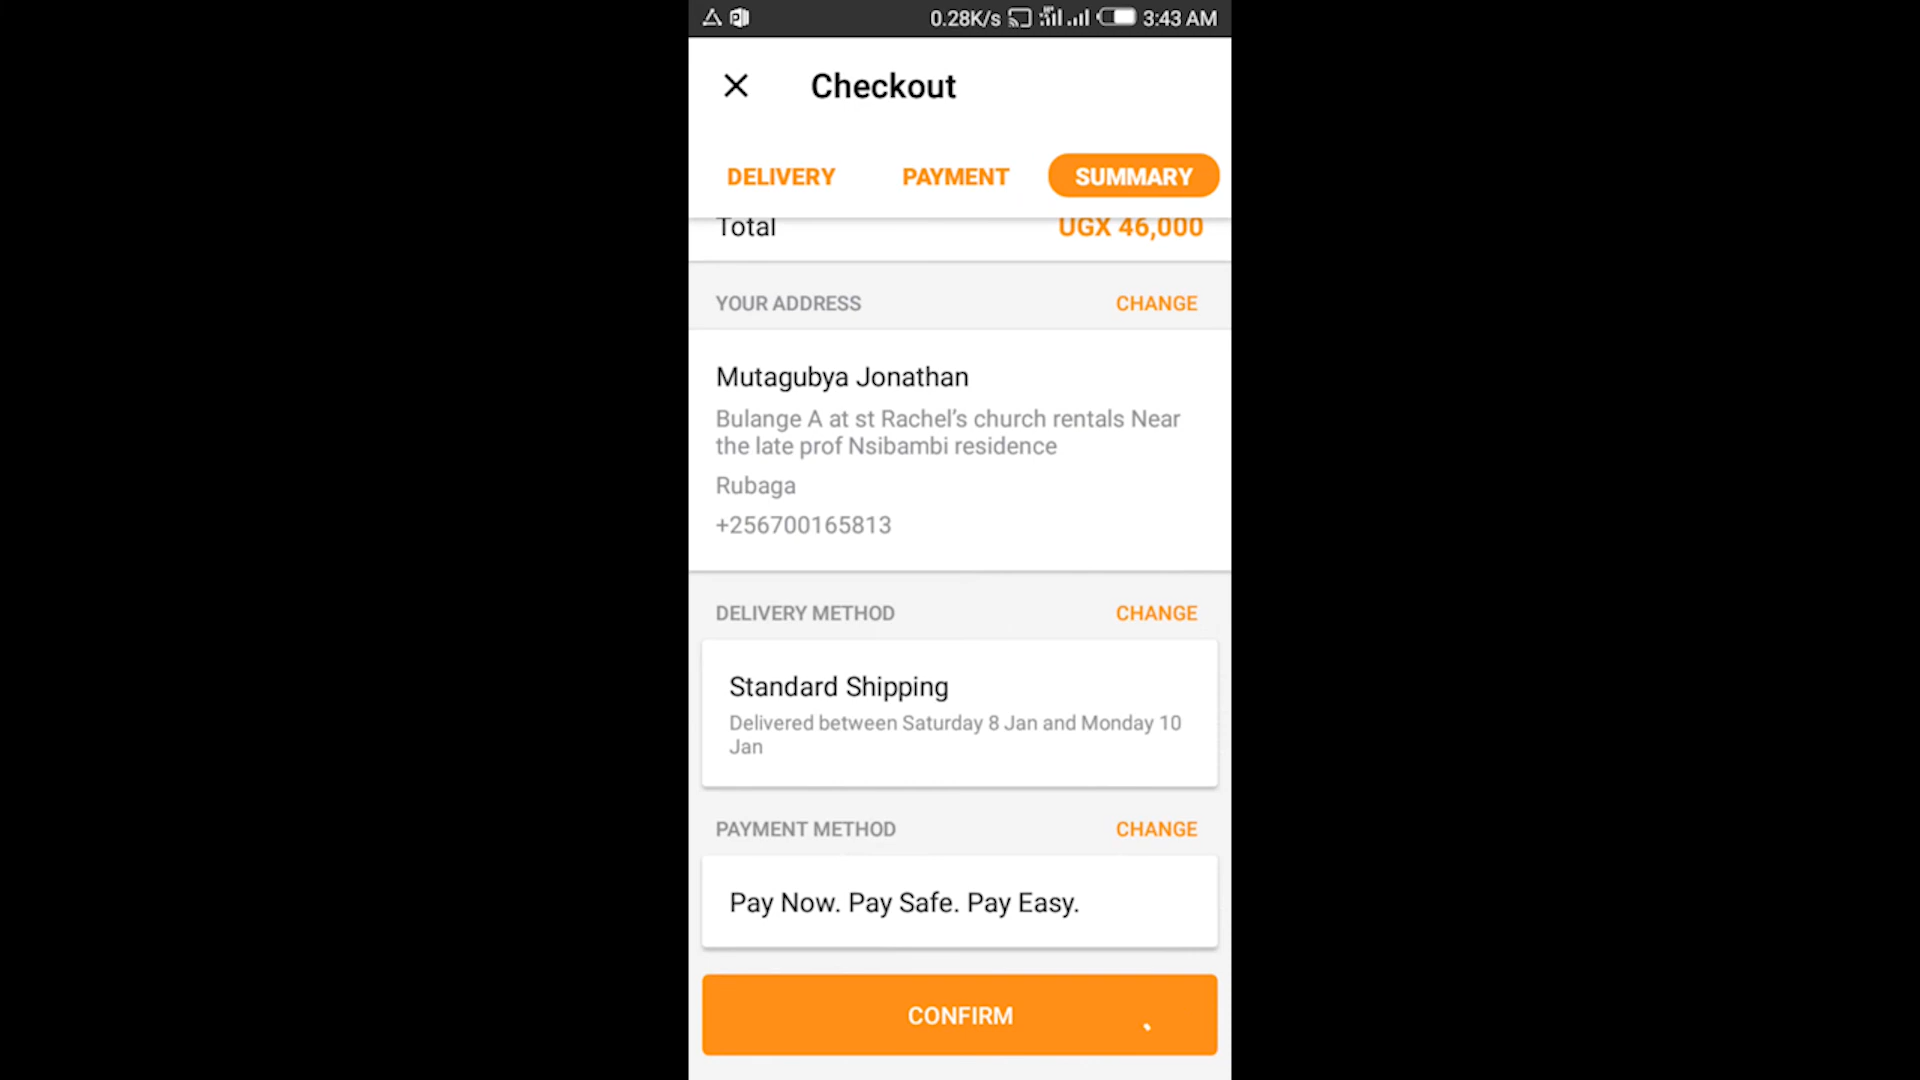 0.28K/s 3:43 AM
Checkout
DELIVERY PAYMENT SUMMARY
Total UGX 46,000
YOUR ADDRESS CHANGE
Mutagubya Jonathan
Bulange A at st Rachel's church rentals Near
the late prof Nsibambi residence
Rubaga
+256700165813
DELIVERY METHOD CHANGE
Standard Shipping
Delivered between Saturday 8 Jan and Monday 10
Jan
PAYMENT METHOD CHANGE
Pay Now. Pay Safe. Pay Easy.
CONFIRM